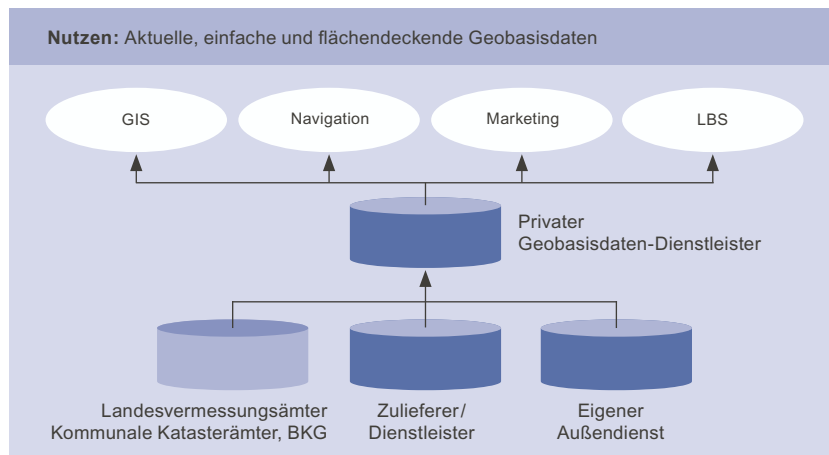 Nutzen: Aktuelle, einfache und flächendeckende Geobasisdaten
GIS
Navigation
Marketing
LBS
Privater
Geobasisdaten-Dienstleister
Landesvermessungsämter
Kommunale Katasterämter, BKG
Zulieferer/
Dienstleister
Eigener
Außendienst